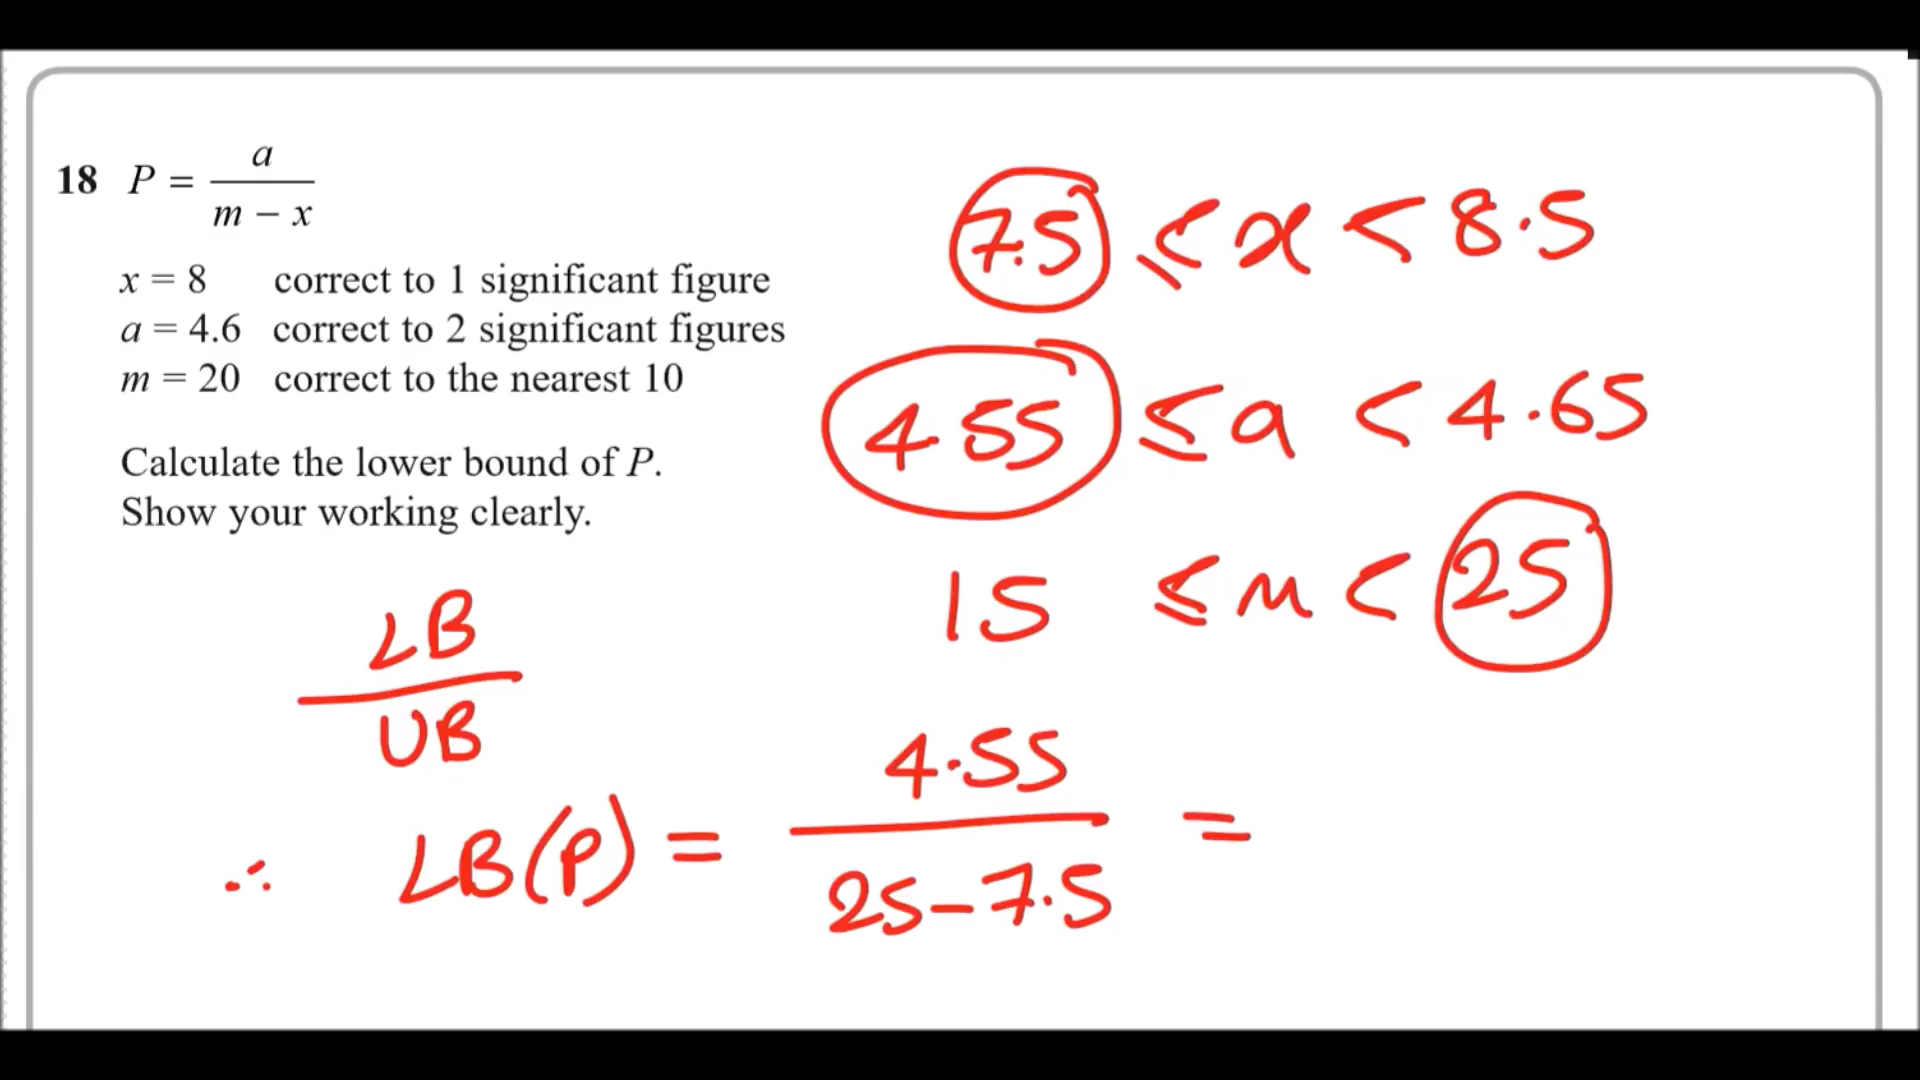 18 P = a / (m − x)
x = 8 correct to 1 significant figure
a = 4.6 correct to 2 significant figures
m = 20 correct to the nearest 10
Calculate the lower bound of P.
Show your working clearly.
7.5 ≤ x < 8.5
4.55 ≤ a < 4.65
15 ≤ m < 25
LB
UB
∴ LB(P) = 4.55 / (25 − 7.5) =